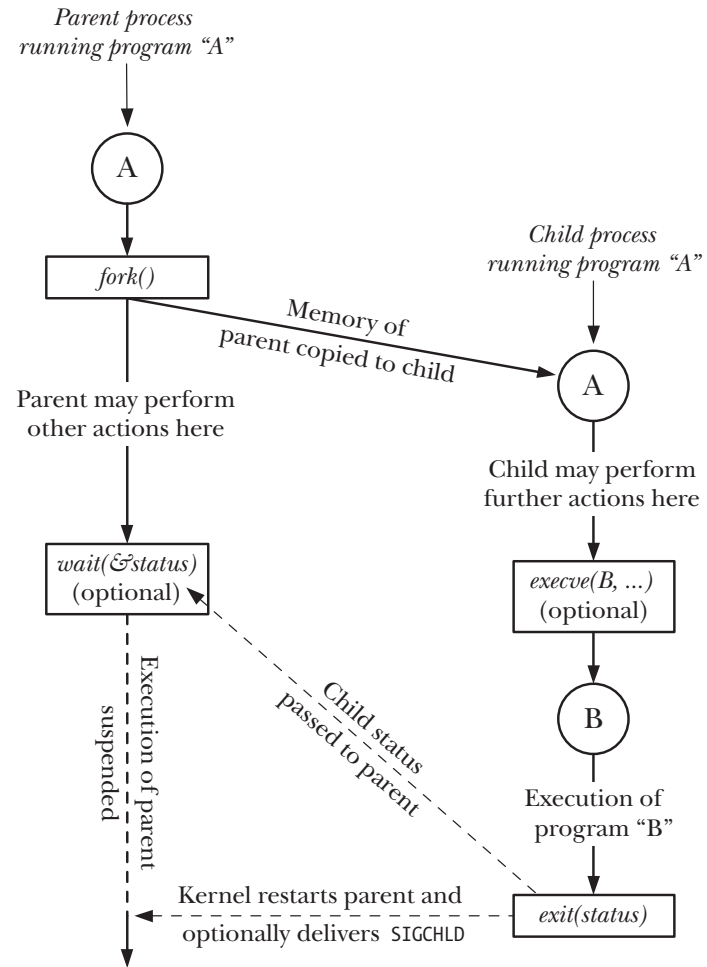 Parent process
running program “A”
A
fork()
Child process
running program “A”
Memory of
parent copied to child
A
Parent may perform
other actions here
Child may perform
further actions here
wait(&status)
(optional)
execve(B, ...)
(optional)
Execution of parent
suspended
Child status
passed to parent
B
Execution of
program “B”
Kernel restarts parent and
optionally delivers SIGCHLD
exit(status)